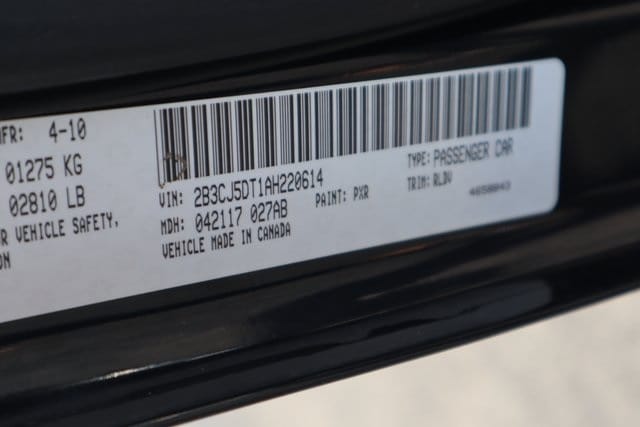 MFR: 4-10
01275 KG
02810 LB
R VEHICLE SAFETY,
ON
VIN: 2B3CJ5DT1AH220614
TYPE: PASSENGER CAR
MDH: 042117 027AB
PAINT: PXR
TRIM: RLDV
VEHICLE MADE IN CANADA